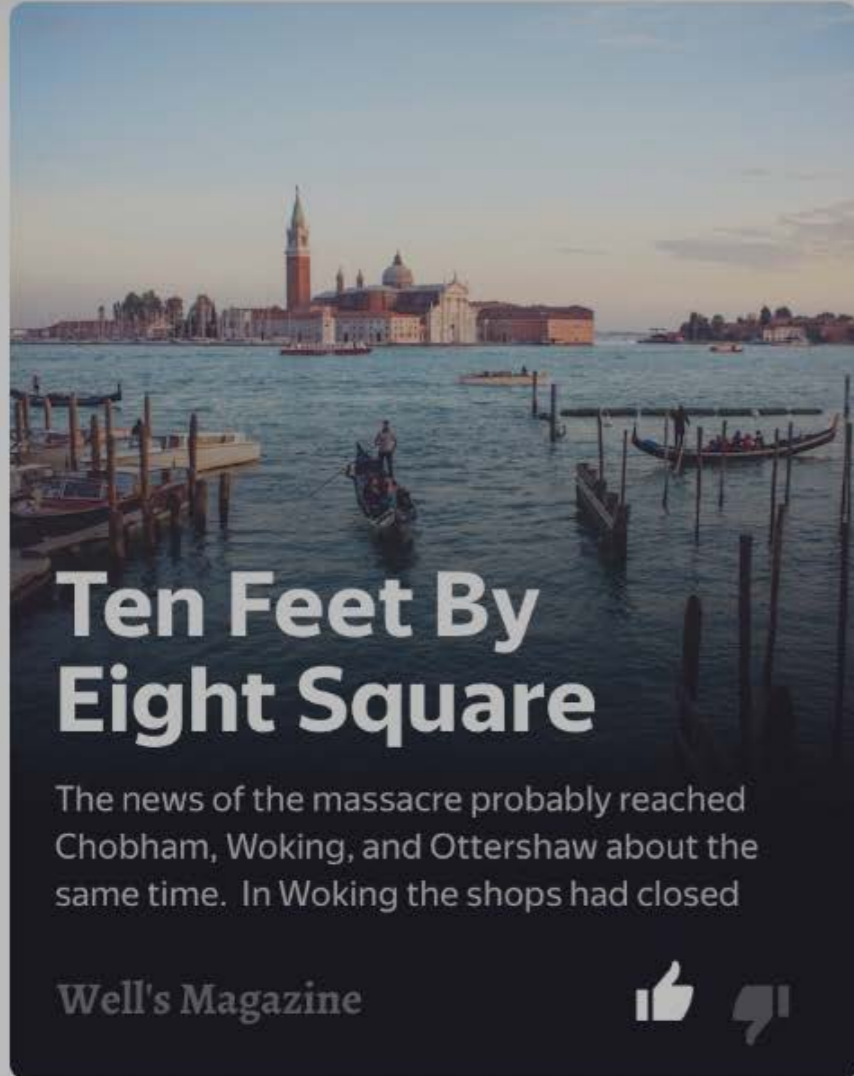 Ten Feet By
Eight Square
The news of the massacre probably reached
Chobham, Woking, and Ottershaw about the
same time.  In Woking the shops had closed
Well's Magazine